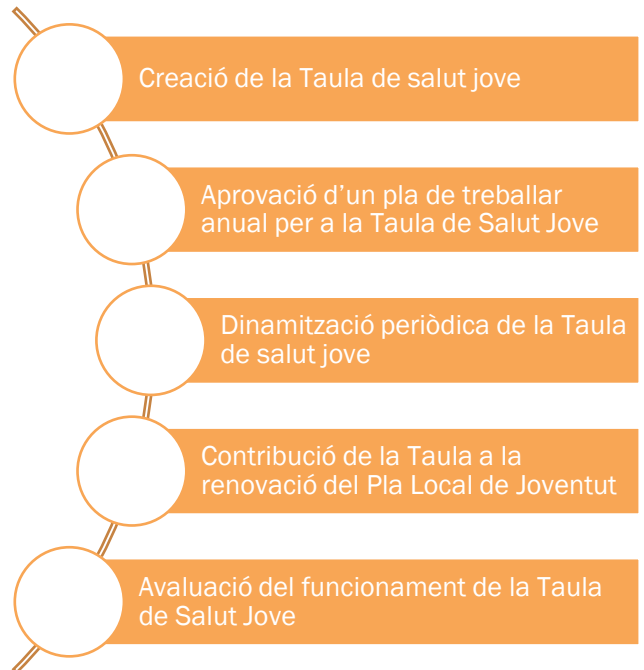 Creació de la Taula de salut jove
Aprovació d'un pla de treballar
anual per a la Taula de Salut Jove
Dinamització periòdica de la Taula
de salut jove
Contribució de la Taula a la
renovació del Pla Local de Joventut
Avaluació del funcionament de la Taula
de Salut Jove